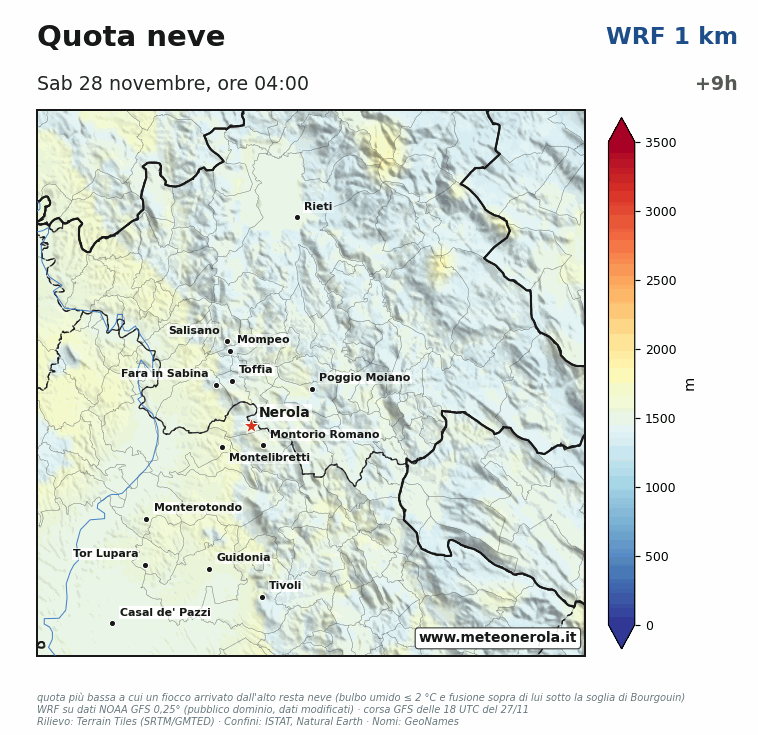 Quota neve
WRF 1 km
Sab 28 novembre, ore 04:00
+9h
3500
3000
2500
2000
1500
1000
500
0
m
Rieti
Salisano
Mompeo
Fara in Sabina
Toffia
Poggio Moiano
Nerola
Montorio Romano
Montelibretti
Monterotondo
Tor Lupara
Guidonia
Tivoli
Casal de' Pazzi
www.meteonerola.it
quota più bassa a cui un fiocco arrivato dall'alto resta neve (bulbo umido ≤ 2 °C e fusione sopra di lui sotto la soglia di Bourgouin)
WRF su dati NOAA GFS 0,25° (pubblico dominio, dati modificati) · corsa GFS delle 18 UTC del 27/11
Rilievo: Terrain Tiles (SRTM/GMTED) · Confini: ISTAT, Natural Earth · Nomi: GeoNames